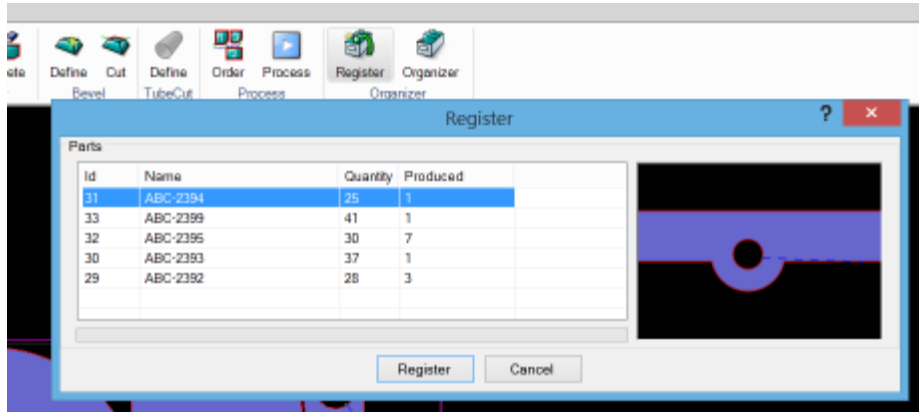 ete Define Cut Define Order Process Register Organizer
Bevel TubeCut Process Organizer
Register ?
Parts
Id Name Quantity Produced
31 ABC-2394 25 1
33 ABC-2399 41 1
32 ABC-2395 30 7
30 ABC-2393 37 1
29 ABC-2392 28 3
Register Cancel